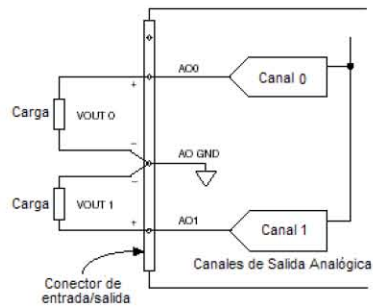 AO0
Canal 0
+
Carga
VOUT 0
−
AO GND
−
Carga
VOUT 1
+
AO1
Canal 1
Canales de Salida Analógica
Conector de
entrada/salida